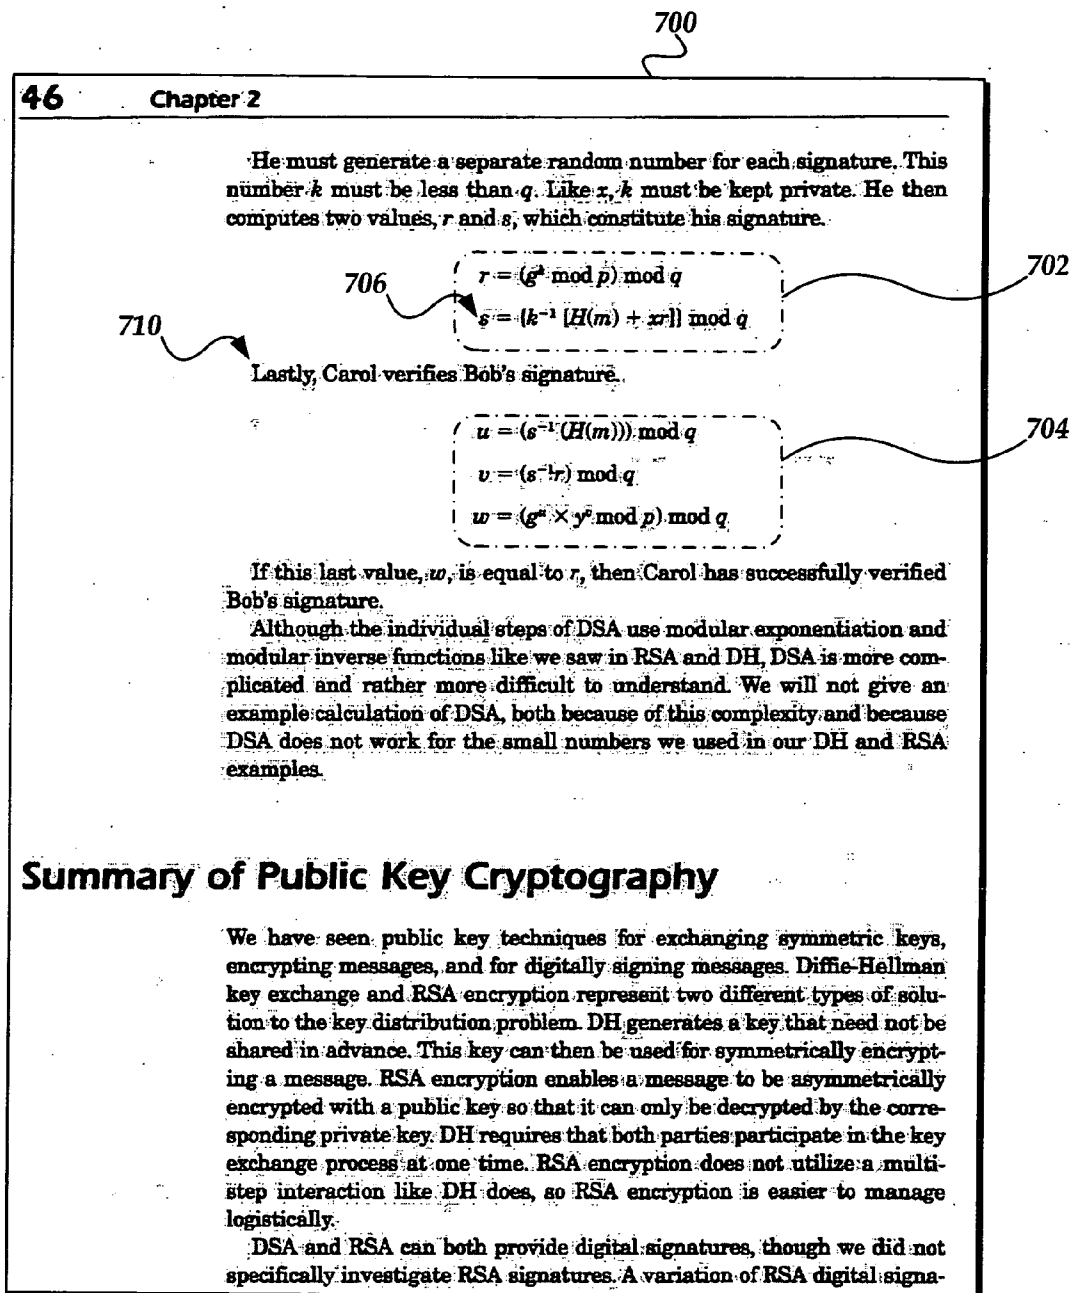 700
46 Chapter 2
He must generate a separate random number for each signature. This
number k must be less than q. Like x, k must be kept private. He then
computes two values, r and s, which constitute his signature.
702
706
r = (g^k mod p) mod q
s = {k⁻¹ [H(m) + xr]} mod q
710
Lastly, Carol verifies Bob's signature.
704
u = (s⁻¹ (H(m))) mod q
v = (s⁻¹r) mod q
w = (g^u × y^v mod p) mod q
If this last value, w, is equal to r, then Carol has successfully verified
Bob's signature.
Although the individual steps of DSA use modular exponentiation and
modular inverse functions like we saw in RSA and DH, DSA is more com-
plicated and rather more difficult to understand. We will not give an
example calculation of DSA, both because of this complexity and because
DSA does not work for the small numbers we used in our DH and RSA
examples.
Summary of Public Key Cryptography
We have seen public key techniques for exchanging symmetric keys,
encrypting messages, and for digitally signing messages. Diffie-Hellman
key exchange and RSA encryption represent two different types of solu-
tion to the key distribution problem. DH generates a key that need not be
shared in advance. This key can then be used for symmetrically encrypt-
ing a message. RSA encryption enables a message to be asymmetrically
encrypted with a public key so that it can only be decrypted by the corre-
sponding private key. DH requires that both parties participate in the key
exchange process at one time. RSA encryption does not utilize a multi-
step interaction like DH does, so RSA encryption is easier to manage
logistically.
DSA and RSA can both provide digital signatures, though we did not
specifically investigate RSA signatures. A variation of RSA digital signa-